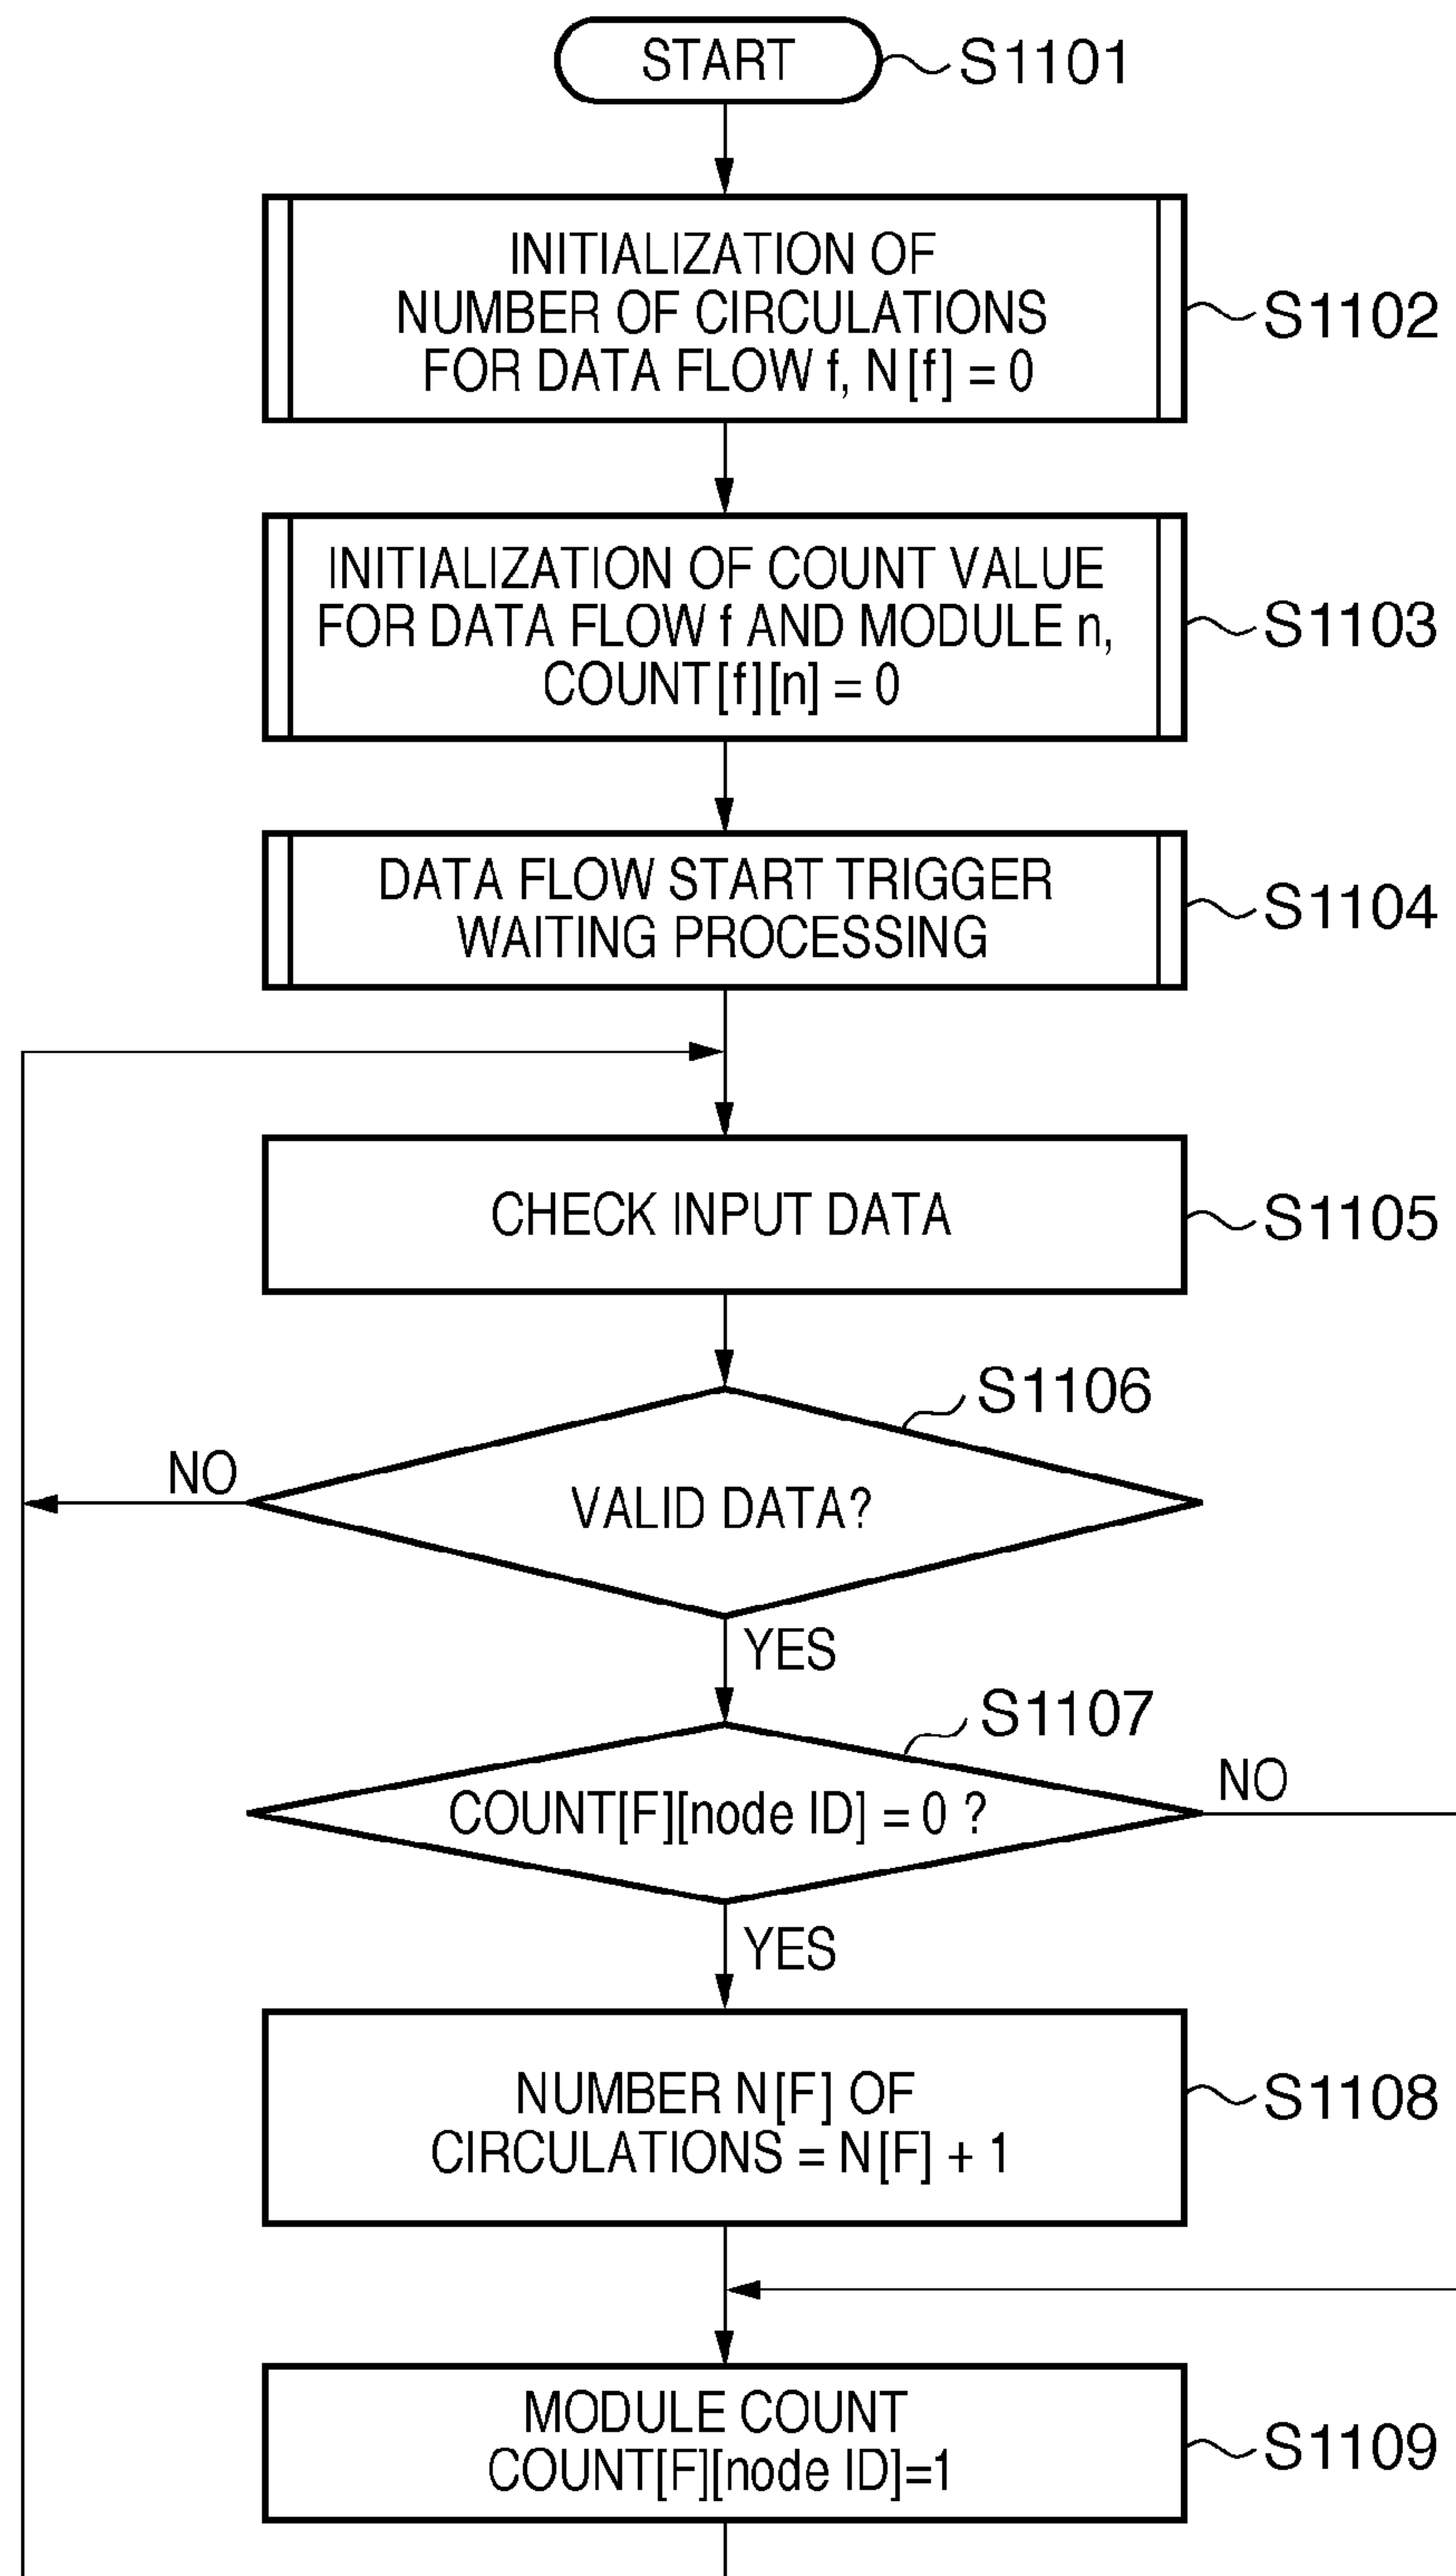 START
S1101
INITIALIZATION OF
NUMBER OF CIRCULATIONS
FOR DATA FLOW f, N[f] = 0
S1102
INITIALIZATION OF COUNT VALUE
FOR DATA FLOW f AND MODULE n,
COUNT[f][n] = 0
S1103
DATA FLOW START TRIGGER
WAITING PROCESSING
S1104
CHECK INPUT DATA
S1105
S1106
NO
VALID DATA?
YES
S1107
NO
COUNT[F][node ID] = 0 ?
YES
NUMBER N[F] OF
CIRCULATIONS = N[F] + 1
S1108
MODULE COUNT
COUNT[F][node ID]=1
S1109